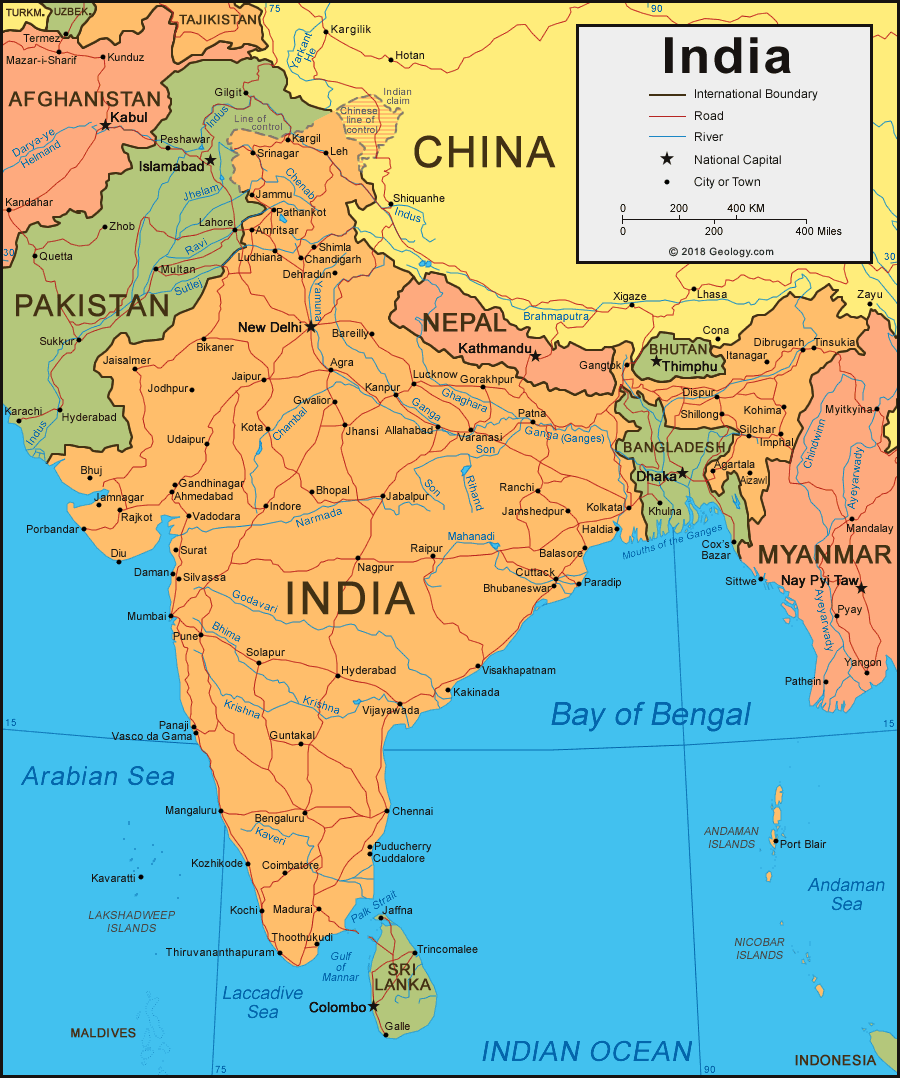 TURKM.
UZBEK.
TAJIKISTAN
75
90
Termez
Mazar-i-Sharif
Kunduz
Kargilik
Yarkant
He
Hotan
AFGHANISTAN
Kabul
Gilgit
Indus
Indian
claim
Chinese
line of
control
Line of
control
Darya-ye
Helmand
Peshawar
Islamabad
Kargil
Srinagar
Leh
CHINA
India
International Boundary
Road
River
National Capital
City or Town
0 200 400 KM
0 200 400 Miles
© 2018 Geology.com
Kandahar
Jhelam
Jammu
Chenab
Pathankot
Shiquanhe
Indus
Zhob
Lahore
Amritsar
Ravi
30
30
Quetta
Multan
Sutlej
Ludhiana
Shimla
Chandigarh
Dehradun
Yamuna
PAKISTAN
Xigaze
Lhasa
Zayu
Brahmaputra
Sukkur
New Delhi
Bareilly
NEPAL
Kathmandu
Cona
BHUTAN
Thimphu
Itanagar
Dibrugarh
Tinsukia
Gangtok
Jaisalmer
Bikaner
Jaipur
Agra
Jodhpur
Lucknow
Gorakhpur
Kanpur
Ghaghara
Gwalior
Ganga
Dispur
Shillong
Kohima
Myitkyina
Karachi
Hyderabad
Indus
Kota
Chambal
Jhansi
Allahabad
Varanasi
Patna
Ganga (Ganges)
Son
Silchar
Imphal
Chindwinn
Udaipur
BANGLADESH
Dhaka
Agartala
Aizawl
Ayeyarwady
Bhuj
Gandhinagar
Ahmedabad
Bhopal
Jabalpur
Son
Rihand
Ranchi
Jamnagar
Rajkot
Vadodara
Indore
Narmada
Jamshedpur
Kolkata
Khulna
Haldia
Mouths of the Ganges
Cox's
Bazar
Mandalay
Porbandar
Diu
Surat
Mahanadi
Raipur
Balasore
MYANMAR
Daman
Silvassa
Nagpur
Cuttack
Bhubaneswar
Paradip
Sittwe
Nay Pyi Taw
INDIA
Godavari
Mumbai
Pune
Bhima
Pyay
Ayeyarwady
Solapur
Hyderabad
Visakhapatnam
Yangon
Pathein
Krishna
Krishna
Vijayawada
Kakinada
15
15
Panaji
Vasco da Gama
Guntakal
Bay of Bengal
Arabian Sea
Mangaluru
Bengaluru
Chennai
Kaveri
ANDAMAN
ISLANDS
Port Blair
Puducherry
Cuddalore
Kozhikode
Coimbatore
Kavaratti
Andaman
Sea
LAKSHADWEEP
ISLANDS
Kochi
Madurai
Palk Strait
Jaffna
Thoothukudi
Thiruvananthapuram
Gulf
of
Mannar
Trincomalee
NICOBAR
ISLANDS
SRI
LANKA
Laccadive
Sea
Colombo
Galle
MALDIVES
INDIAN OCEAN
INDONESIA
75
90